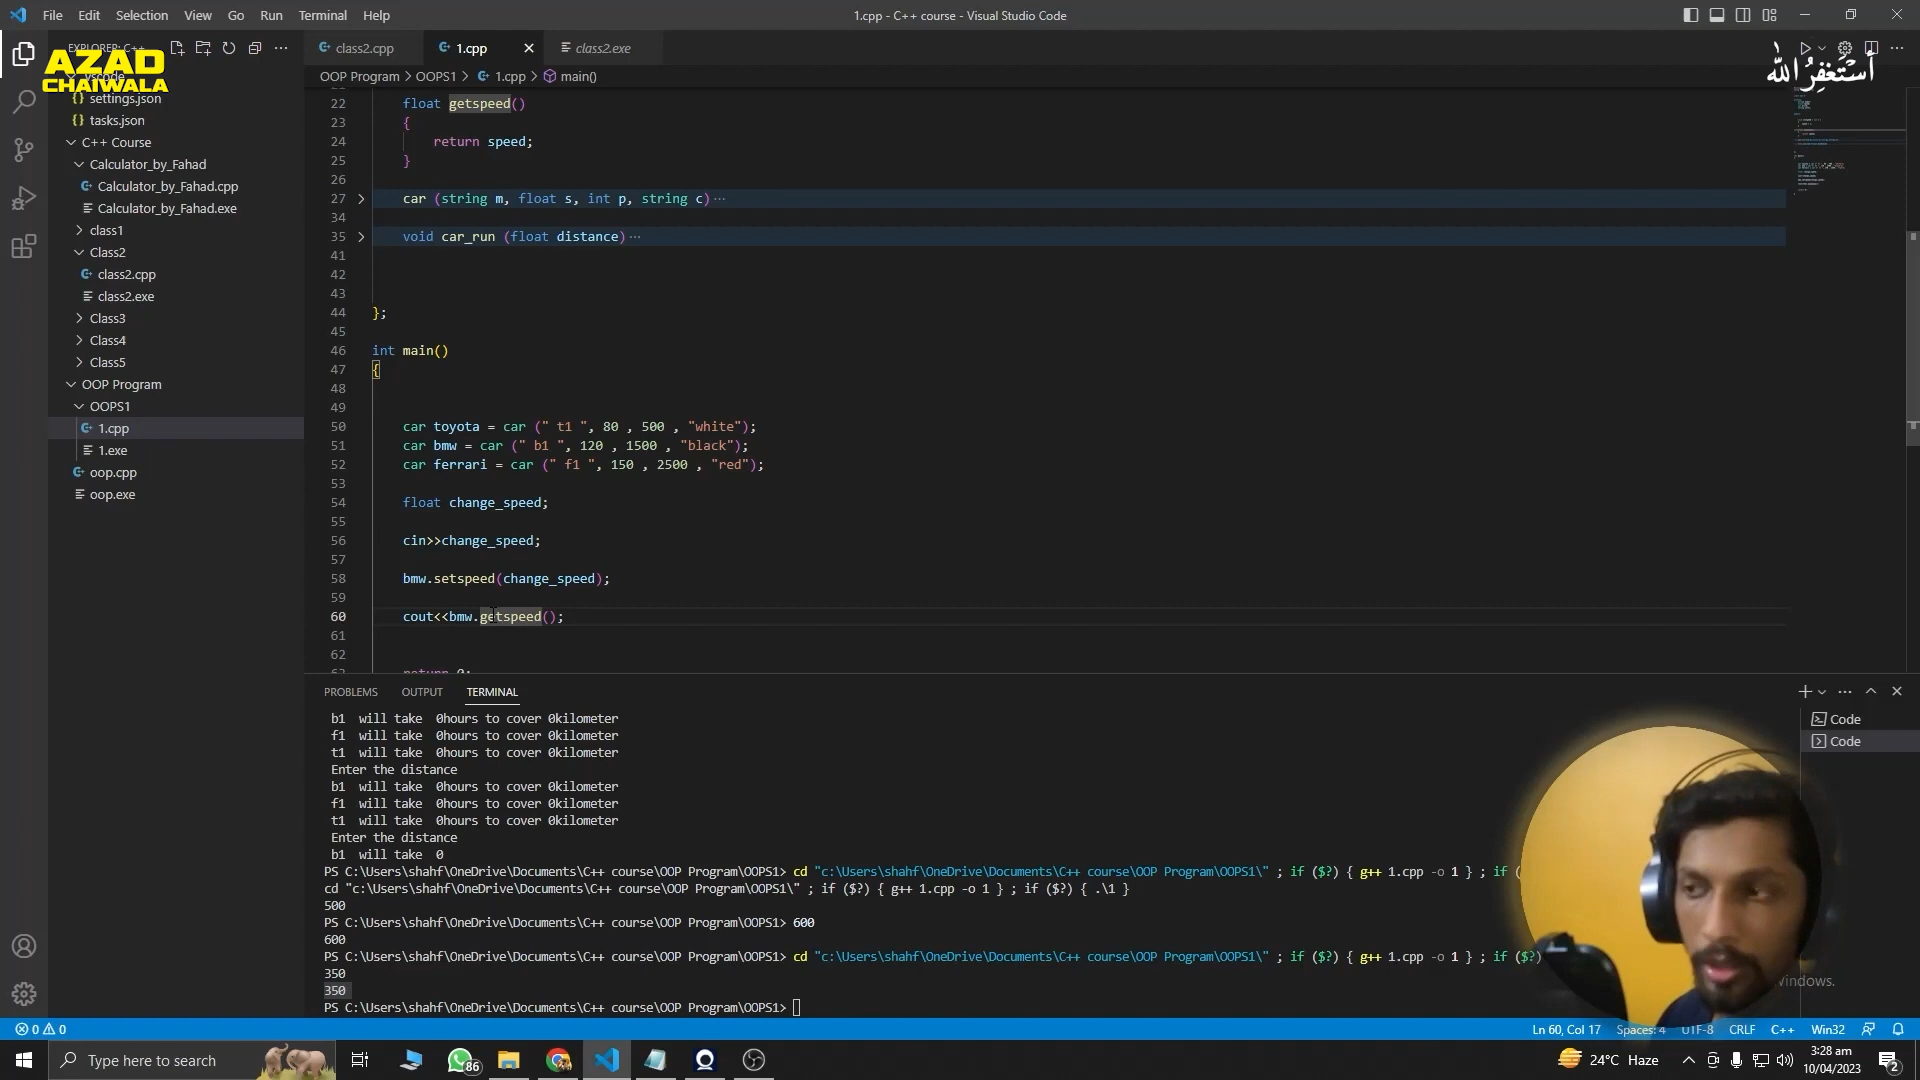 File Edit Selection View Go Run Terminal Help
1.cpp - C++ course - Visual Studio Code
EXPLORER: C++
AZAD
CHAIWALA
.vscode
settings.json
tasks.json
C++ Course
Calculator_by_Fahad
Calculator_by_Fahad.cpp
Calculator_by_Fahad.exe
class1
Class2
class2.cpp
class2.exe
Class3
Class4
Class5
OOP Program
OOPS1
1.cpp
1.exe
oop.cpp
oop.exe
class2.cpp 1.cpp class2.exe
أستغفر الله
OOP Program > OOPS1 > 1.cpp > main()
22 float getspeed()
23 {
24 return speed;
25 }
26
27 car (string m, float s, int p, string c)···
34
35 void car_run (float distance)···
41
42
43
44 };
45
46 int main()
47 {
48
49
50 car toyota = car (" t1 ", 80 , 500 , "white");
51 car bmw = car (" b1 ", 120 , 1500 , "black");
52 car ferrari = car (" f1 ", 150 , 2500 , "red");
53
54 float change_speed;
55
56 cin>>change_speed;
57
58 bmw.setspeed(change_speed);
59
60 cout<<bmw.getspeed();
61
62
63 return 0;
PROBLEMS OUTPUT TERMINAL
b1 will take 0hours to cover 0kilometer
f1 will take 0hours to cover 0kilometer
t1 will take 0hours to cover 0kilometer
Enter the distance
b1 will take 0hours to cover 0kilometer
f1 will take 0hours to cover 0kilometer
t1 will take 0hours to cover 0kilometer
Enter the distance
b1 will take 0
PS C:\Users\shahf\OneDrive\Documents\C++ course\OOP Program\OOPS1> cd "c:\Users\shahf\OneDrive\Documents\C++ course\OOP Program\OOPS1\" ; if ($?) { g++ 1.cpp -o 1 } ; if (
cd "c:\Users\shahf\OneDrive\Documents\C++ course\OOP Program\OOPS1\" ; if ($?) { g++ 1.cpp -o 1 } ; if ($?) { .\1 }
500
PS C:\Users\shahf\OneDrive\Documents\C++ course\OOP Program\OOPS1> 600
600
PS C:\Users\shahf\OneDrive\Documents\C++ course\OOP Program\OOPS1> cd "c:\Users\shahf\OneDrive\Documents\C++ course\OOP Program\OOPS1\" ; if ($?) { g++ 1.cpp -o 1 } ; if ($?)
350
350
PS C:\Users\shahf\OneDrive\Documents\C++ course\OOP Program\OOPS1>
Code
Code
Windows.
0 0
Ln 60, Col 17 Spaces: 4 UTF-8 CRLF C++ Win32
Type here to search
86
24°C Haze
3:28 am
10/04/2023
2